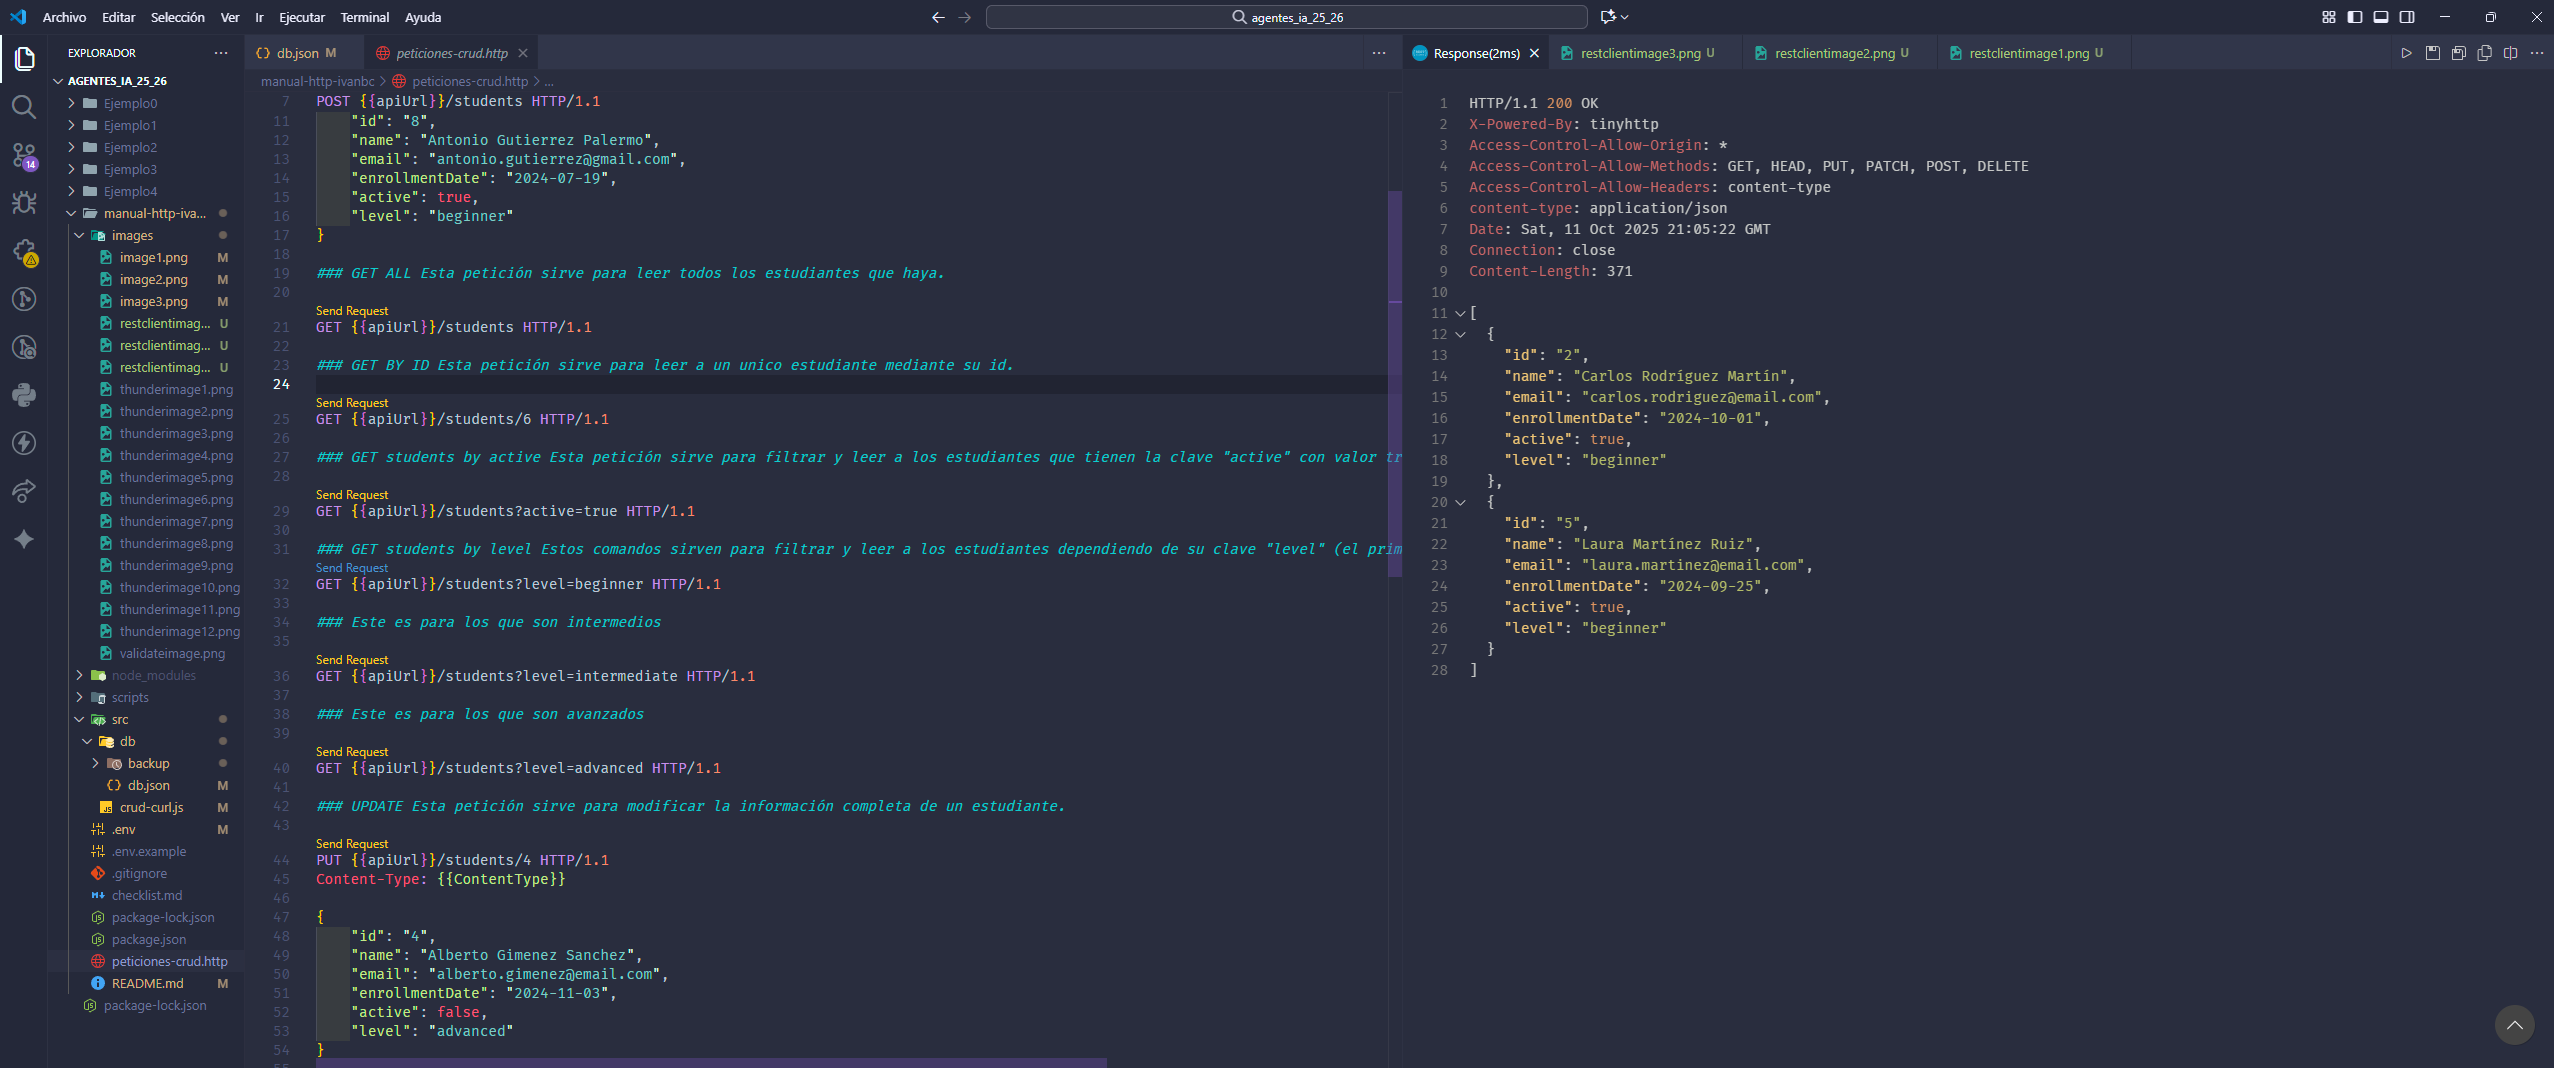 Archivo Editar Selección Ver Ir Ejecutar Terminal Ayuda
agentes_ia_25_26
EXPLORADOR
AGENTES_IA_25_26
Ejemplo0
Ejemplo1
Ejemplo2
Ejemplo3
Ejemplo4
manual-http-iva...
images
image1.png M
image2.png M
image3.png M
restclientimag... U
restclientimag... U
restclientimag... U
thunderimage1.png
thunderimage2.png
thunderimage3.png
thunderimage4.png
thunderimage5.png
thunderimage6.png
thunderimage7.png
thunderimage8.png
thunderimage9.png
thunderimage10.png
thunderimage11.png
thunderimage12.png
validateimage.png
node_modules
scripts
src
db
backup
db.json M
crud-curl.js M
.env M
.env.example
.gitignore
checklist.md
package-lock.json
package.json
peticiones-crud.http
README.md M
package-lock.json
14
db.json M
peticiones-crud.http
manual-http-ivanbc > peticiones-crud.http > ...
7 POST {{apiUrl}}/students HTTP/1.1
11 "id": "8",
12 "name": "Antonio Gutierrez Palermo",
13 "email": "antonio.gutierrez@gmail.com",
14 "enrollmentDate": "2024-07-19",
15 "active": true,
16 "level": "beginner"
17 }
18
19 ### GET ALL Esta petición sirve para leer todos los estudiantes que haya.
20
Send Request
21 GET {{apiUrl}}/students HTTP/1.1
22
23 ### GET BY ID Esta petición sirve para leer a un unico estudiante mediante su id.
24
Send Request
25 GET {{apiUrl}}/students/6 HTTP/1.1
26
27 ### GET students by active Esta petición sirve para filtrar y leer a los estudiantes que tienen la clave "active" con valor tr
28
Send Request
29 GET {{apiUrl}}/students?active=true HTTP/1.1
30
31 ### GET students by level Estos comandos sirven para filtrar y leer a los estudiantes dependiendo de su clave "level" (el prim
Send Request
32 GET {{apiUrl}}/students?level=beginner HTTP/1.1
33
34 ### Este es para los que son intermedios
35
Send Request
36 GET {{apiUrl}}/students?level=intermediate HTTP/1.1
37
38 ### Este es para los que son avanzados
39
Send Request
40 GET {{apiUrl}}/students?level=advanced HTTP/1.1
41
42 ### UPDATE Esta petición sirve para modificar la información completa de un estudiante.
43
Send Request
44 PUT {{apiUrl}}/students/4 HTTP/1.1
45 Content-Type: {{ContentType}}
46
47 {
48 "id": "4",
49 "name": "Alberto Gimenez Sanchez",
50 "email": "alberto.gimenez@email.com",
51 "enrollmentDate": "2024-11-03",
52 "active": false,
53 "level": "advanced"
54 }
Response(2ms)
restclientimage3.png U
restclientimage2.png U
restclientimage1.png U
1 HTTP/1.1 200 OK
2 X-Powered-By: tinyhttp
3 Access-Control-Allow-Origin: *
4 Access-Control-Allow-Methods: GET, HEAD, PUT, PATCH, POST, DELETE
5 Access-Control-Allow-Headers: content-type
6 content-type: application/json
7 Date: Sat, 11 Oct 2025 21:05:22 GMT
8 Connection: close
9 Content-Length: 371
10
11 [
12 {
13 "id": "2",
14 "name": "Carlos Rodríguez Martín",
15 "email": "carlos.rodriguez@email.com",
16 "enrollmentDate": "2024-10-01",
17 "active": true,
18 "level": "beginner"
19 },
20 {
21 "id": "5",
22 "name": "Laura Martínez Ruiz",
23 "email": "laura.martinez@email.com",
24 "enrollmentDate": "2024-09-25",
25 "active": true,
26 "level": "beginner"
27 }
28 ]